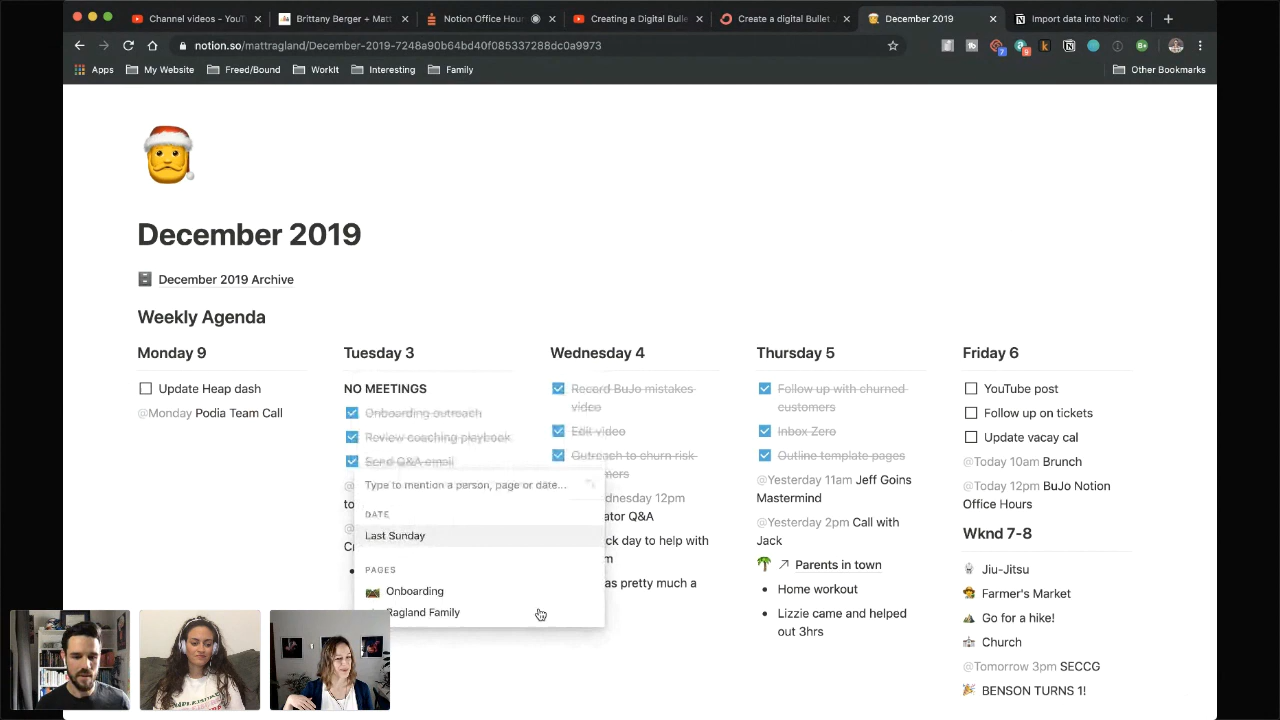 Channel videos - YouT
Brittany Berger + Matt
Notion Office Hour
Creating a Digital Bulle
Create a digital Bullet J
December 2019
Import data into Notion
notion.so/mattragland/December-2019-7248a90b64bd40f085337288dc0a9973
Apps
My Website
Freed/Bound
WorkIt
Interesting
Family
Other Bookmarks
December 2019
December 2019 Archive
Weekly Agenda
Monday 9
Update Heap dash
@Monday Podia Team Call
Tuesday 3
NO MEETINGS
Onboarding outreach
Review coaching playbook
Send Q&A email
Type to mention a person, page or date...
DATE
Last Sunday
PAGES
Onboarding
Ragland Family
Wednesday 4
Record BuJo mistakes
video
Edit video
Outreach to churn risk
Thursday 5
Follow up with churned
customers
Inbox Zero
Outline template pages
@Yesterday 11am Jeff Goins
Mastermind
@Yesterday 2pm Call with
Jack
Parents in town
Home workout
Lizzie came and helped
out 3hrs
Friday 6
YouTube post
Follow up on tickets
Update vacay cal
@Today 10am Brunch
@Today 12pm BuJo Notion
Office Hours
Wknd 7-8
Jiu-Jitsu
Farmer's Market
Go for a hike!
Church
@Tomorrow 3pm SECCG
BENSON TURNS 1!